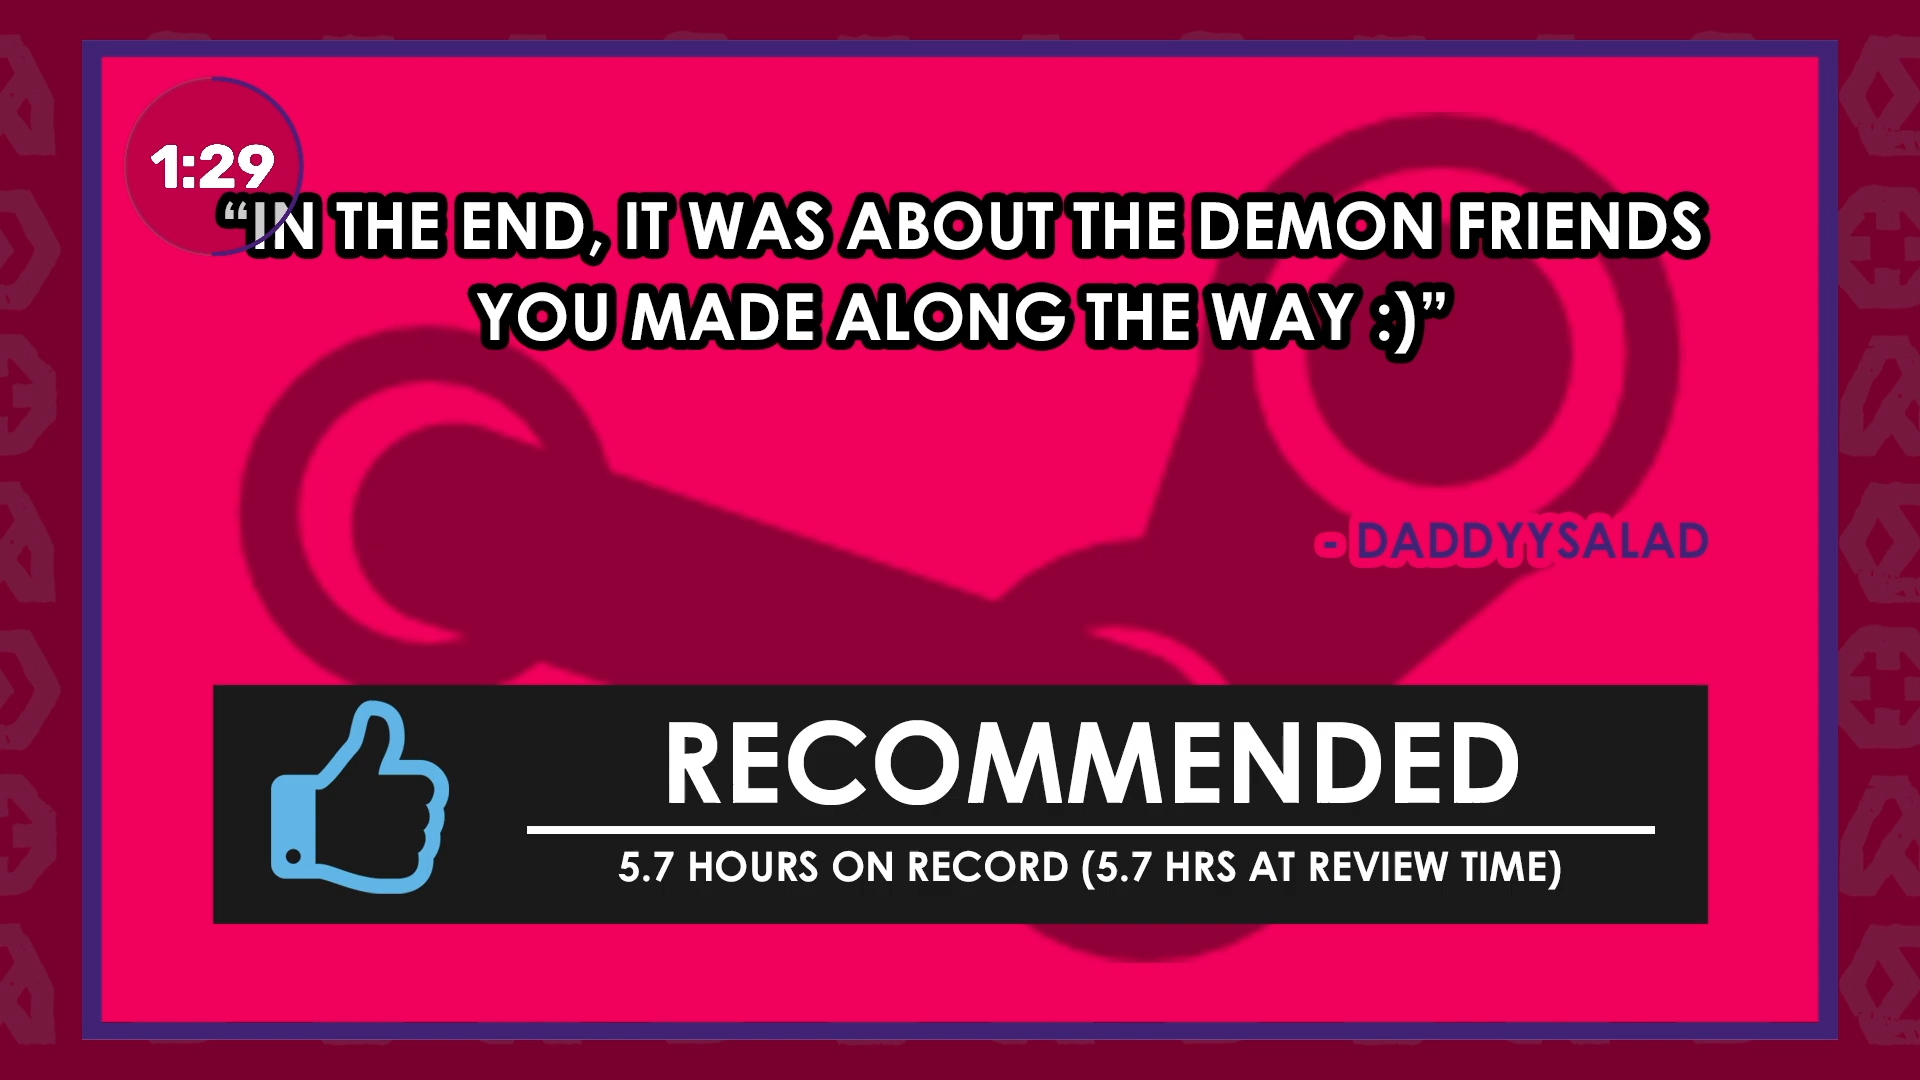 1:29
“IN THE END, IT WAS ABOUT THE DEMON FRIENDS
YOU MADE ALONG THE WAY :)”
- DADDYYSALAD
RECOMMENDED
5.7 HOURS ON RECORD (5.7 HRS AT REVIEW TIME)